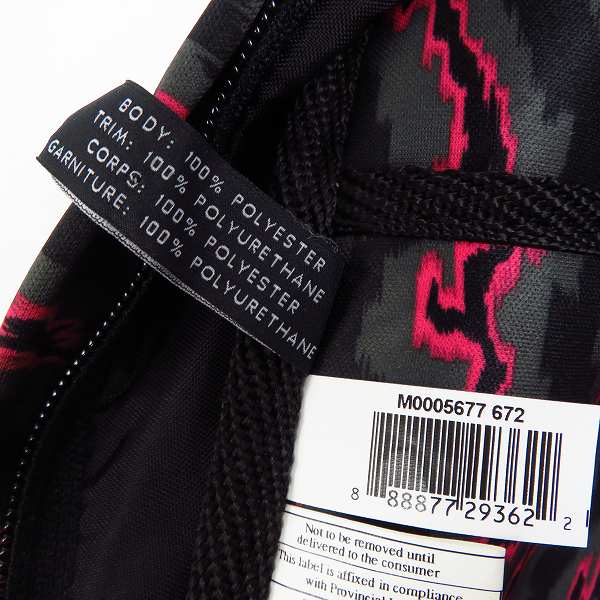 BODY: 100% POLYESTER
TRIM: 100% POLYURETHANE
CORPS: 100% POLYESTER
GARNITURE: 100% POLYURETHANE
M0005677 672
8 88877 29362 2
Not to be removed until
delivered to the consumer
This label is affixed in compliance
with Provincial